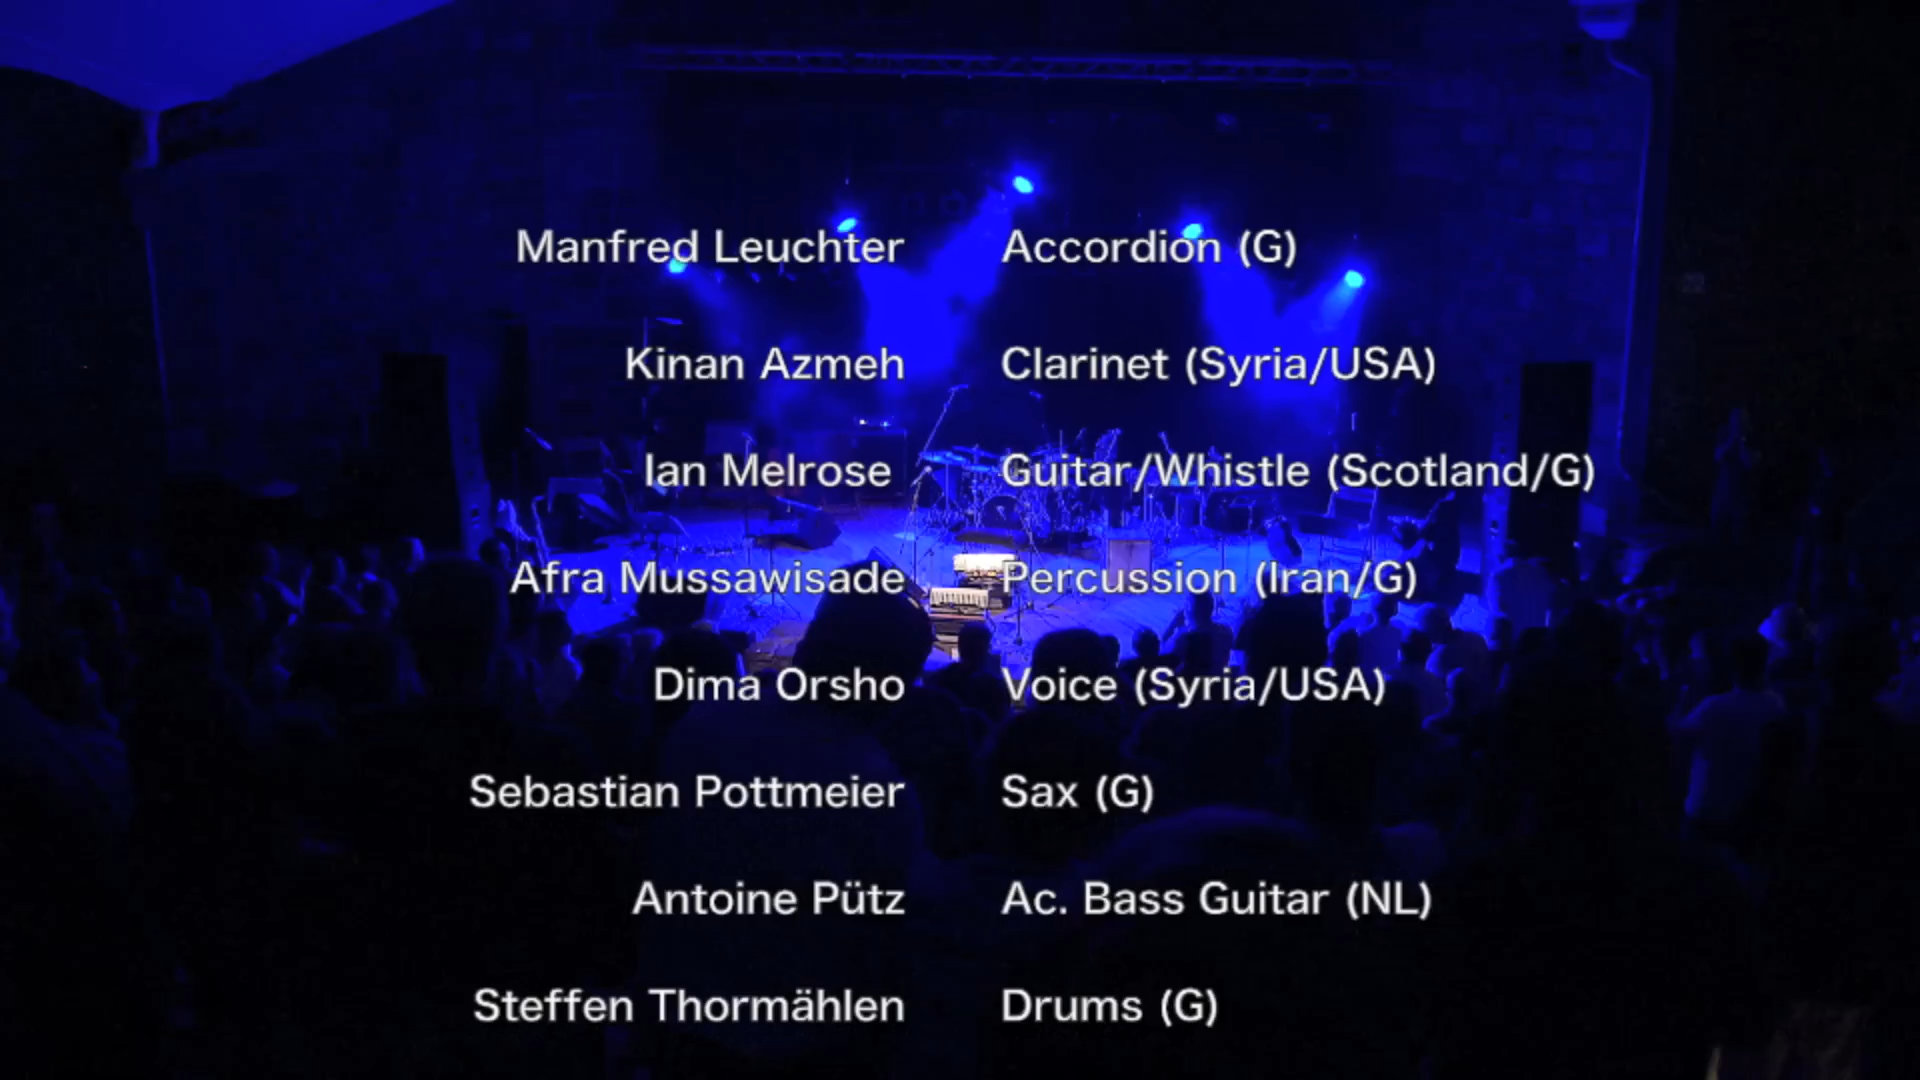 Manfred Leuchter Accordion (G)
Kinan Azmeh Clarinet (Syria/USA)
Ian Melrose Guitar/Whistle (Scotland/G)
Afra Mussawisade Percussion (Iran/G)
Dima Orsho Voice (Syria/USA)
Sebastian Pottmeier Sax (G)
Antoine Pütz Ac. Bass Guitar (NL)
Steffen Thormählen Drums (G)